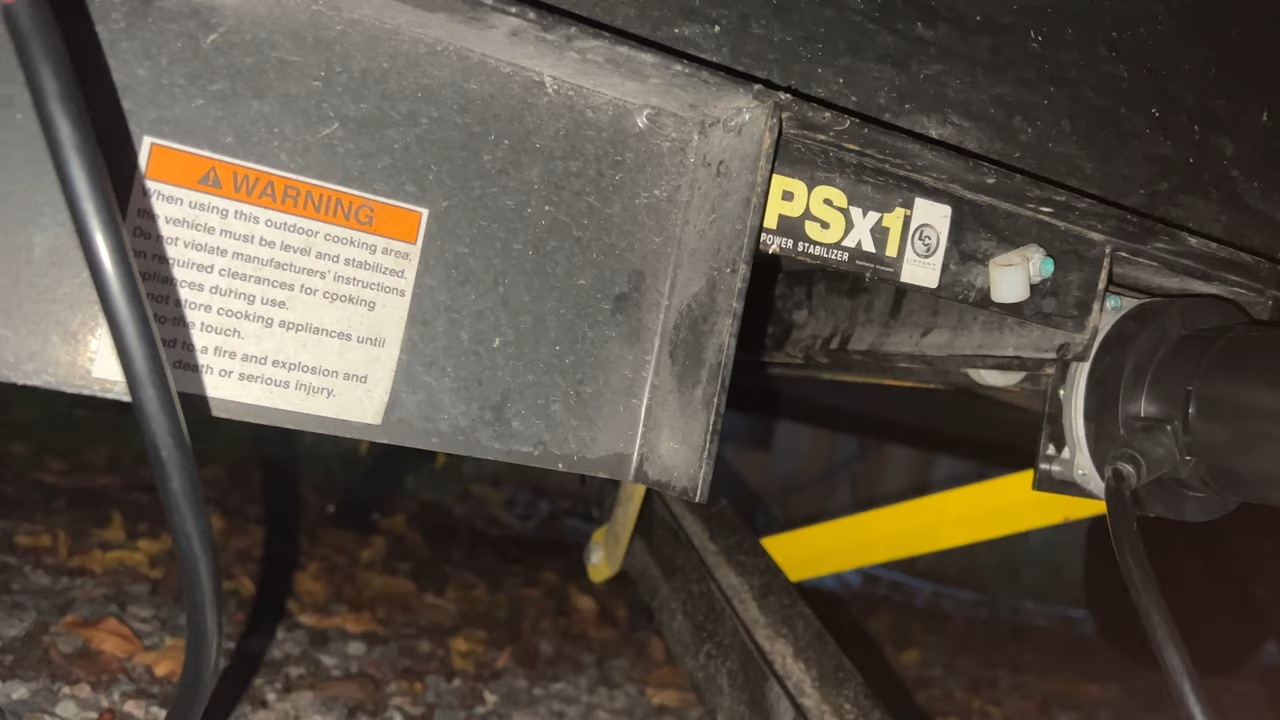 WARNING
When using this outdoor cooking area,
the vehicle must be level and stabilized.
Do not violate manufacturers' instructions
on required clearances for cooking
appliances during use.
not store cooking appliances until
to the touch.
to a fire and explosion and
death or serious injury.
PSx1
POWER STABILIZER
LIPPERT